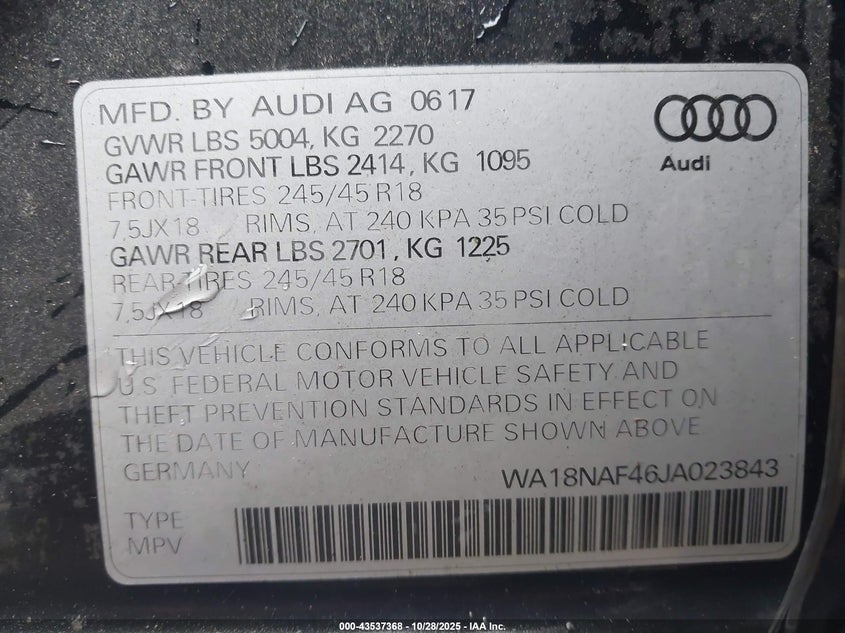 MFD. BY AUDI AG 0617
GVWR LBS 5004, KG 2270
GAWR FRONT LBS 2414, KG 1095
Audi
FRONT-TIRES 245/45 R18
7,5JX18 RIMS, AT 240 KPA 35 PSI COLD
GAWR REAR LBS 2701, KG 1225
REAR-TIRES 245/45 R18
7,5JX18 RIMS, AT 240 KPA 35 PSI COLD
THIS VEHICLE CONFORMS TO ALL APPLICABLE
U.S. FEDERAL MOTOR VEHICLE SAFETY AND
THEFT PREVENTION STANDARDS IN EFFECT ON
THE DATE OF MANUFACTURE SHOWN ABOVE
GERMANY
WA18NAF46JA023843
TYPE
MPV
000-43537368 - 10/28/2025 - IAA Inc.